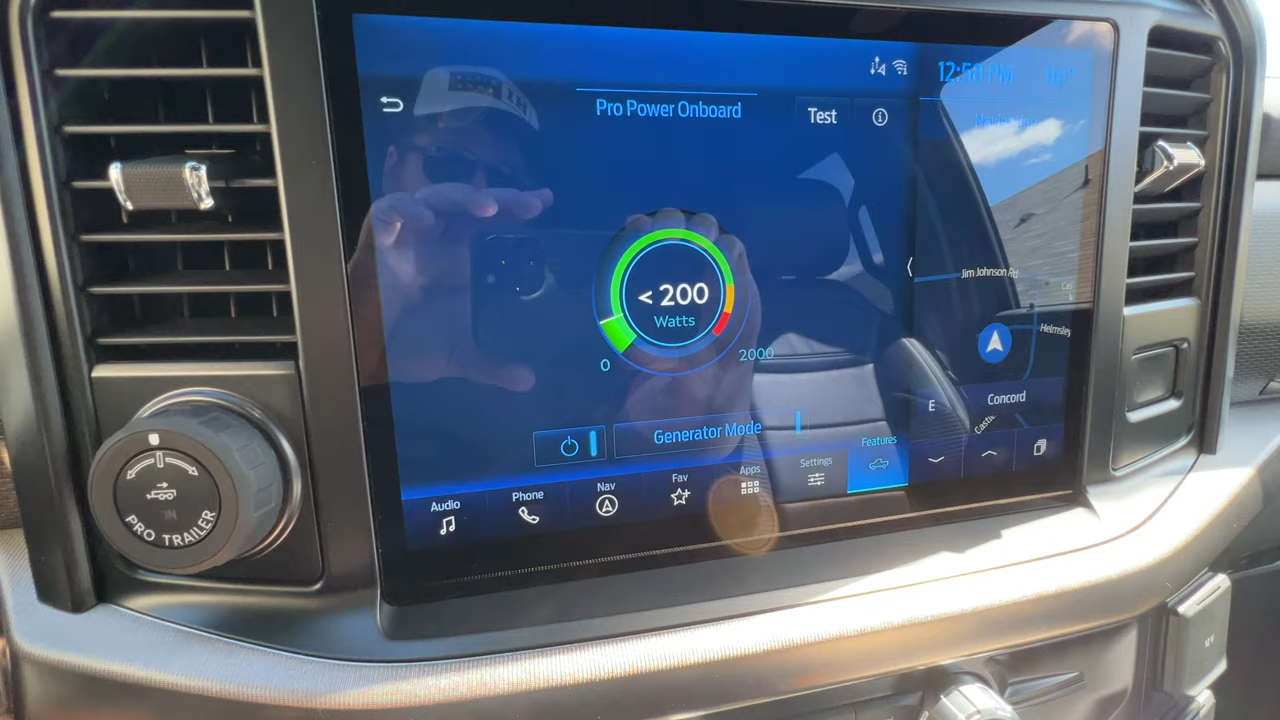 12:50 PM
Pro Power Onboard
Test
< 200
Watts
0
2000
Generator Mode
Jim Johnson Rd
Helmsley
E
Concord
Audio
Phone
Nav
Fav
Apps
Settings
Features
PRO TRAILER